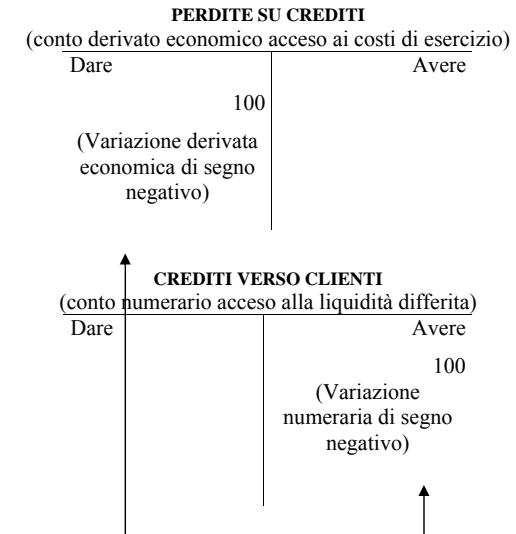 PERDITE SU CREDITI
(conto derivato economico acceso ai costi di esercizio)
Dare Avere
100
(Variazione derivata
economica di segno
negativo)
CREDITI VERSO CLIENTI
(conto numerario acceso alla liquidità differita)
Dare Avere
100
(Variazione
numeraria di segno
negativo)